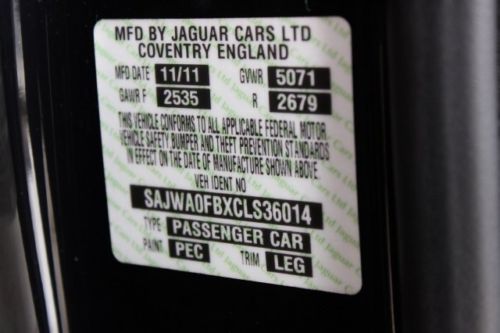 MFD BY JAGUAR CARS LTD
COVENTRY ENGLAND
MFD DATE 11/11 GVWR 5071
GAWR F 2535 R 2679
THIS VEHICLE CONFORMS TO ALL APPLICABLE FEDERAL MOTOR
VEHICLE SAFETY BUMPER AND THEFT PREVENTION STANDARDS
IN EFFECT ON THE DATE OF MANUFACTURE SHOWN ABOVE
VEH IDENT NO
SAJWA0FBXCLS36014
TYPE PASSENGER CAR
PAINT PEC TRIM LEG